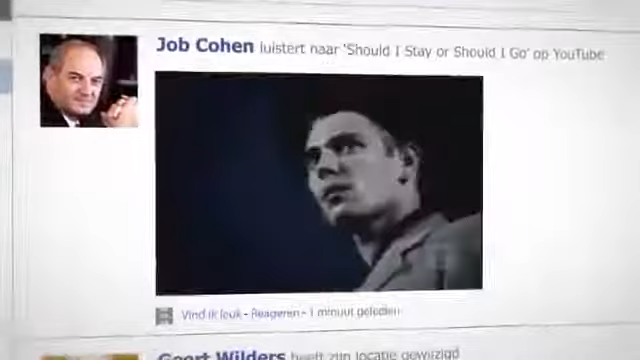 Job Cohen luistert naar 'Should I Stay or Should I Go' op YouTube
Vind ik leuk - Reageren - 1 minuut geleden
Geert Wilders heeft zijn locatie gewijzigd